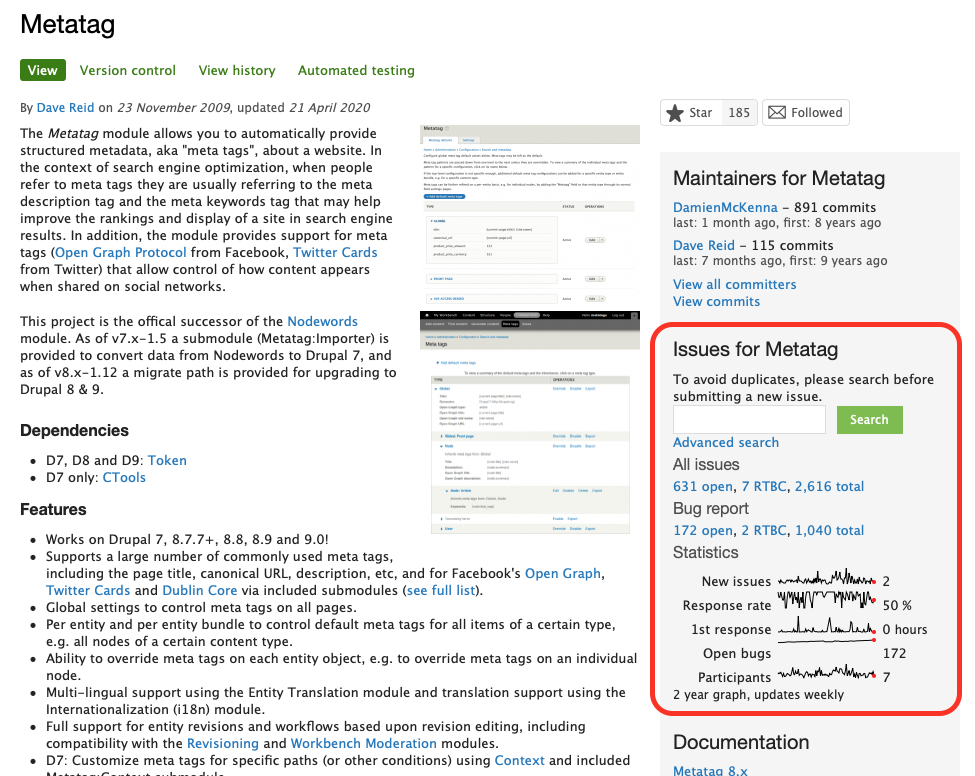 Metatag
View Version control View history Automated testing
By Dave Reid on 23 November 2009, updated 21 April 2020
The Metatag module allows you to automatically provide
structured metadata, aka "meta tags", about a website. In
the context of search engine optimization, when people
refer to meta tags they are usually referring to the meta
description tag and the meta keywords tag that may help
improve the rankings and display of a site in search engine
results. In addition, the module provides support for meta
tags (Open Graph Protocol from Facebook, Twitter Cards
from Twitter) that allow control of how content appears
when shared on social networks.
This project is the offical successor of the Nodewords
module. As of v7.x-1.5 a submodule (Metatag:Importer) is
provided to convert data from Nodewords to Drupal 7, and
as of v8.x-1.12 a migrate path is provided for upgrading to
Drupal 8 & 9.
Dependencies
D7, D8 and D9: Token
D7 only: CTools
Features
Works on Drupal 7, 8.7.7+, 8.8, 8.9 and 9.0!
Supports a large number of commonly used meta tags,
including the page title, canonical URL, description, etc, and for Facebook's Open Graph,
Twitter Cards and Dublin Core via included submodules (see full list).
Global settings to control meta tags on all pages.
Per entity and per entity bundle to control default meta tags for all items of a certain type,
e.g. all nodes of a certain content type.
Ability to override meta tags on each entity object, e.g. to override meta tags on an individual
node.
Multi-lingual support using the Entity Translation module and translation support using the
Internationalization (i18n) module.
Full support for entity revisions and workflows based upon revision editing, including
compatibility with the Revisioning and Workbench Moderation modules.
D7: Customize meta tags for specific paths (or other conditions) using Context and included
Star 185 Followed
Maintainers for Metatag
DamienMcKenna – 891 commits
last: 1 month ago, first: 8 years ago
Dave Reid – 115 commits
last: 7 months ago, first: 9 years ago
View all committers
View commits
Issues for Metatag
To avoid duplicates, please search before
submitting a new issue.
Search
Advanced search
All issues
631 open, 7 RTBC, 2,616 total
Bug report
172 open, 2 RTBC, 1,040 total
Statistics
New issues 2
Response rate 50 %
1st response 0 hours
Open bugs 172
Participants 7
2 year graph, updates weekly
Documentation
Metatag 8.x